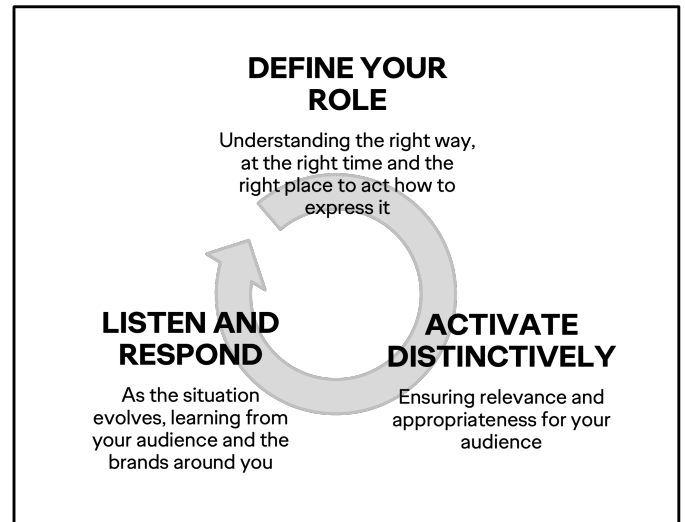 DEFINE YOUR
ROLE
Understanding the right way,
at the right time and the
right place to act how to
express it
LISTEN AND
RESPOND
As the situation
evolves, learning from
your audience and the
brands around you
ACTIVATE
DISTINCTIVELY
Ensuring relevance and
appropriateness for your
audience